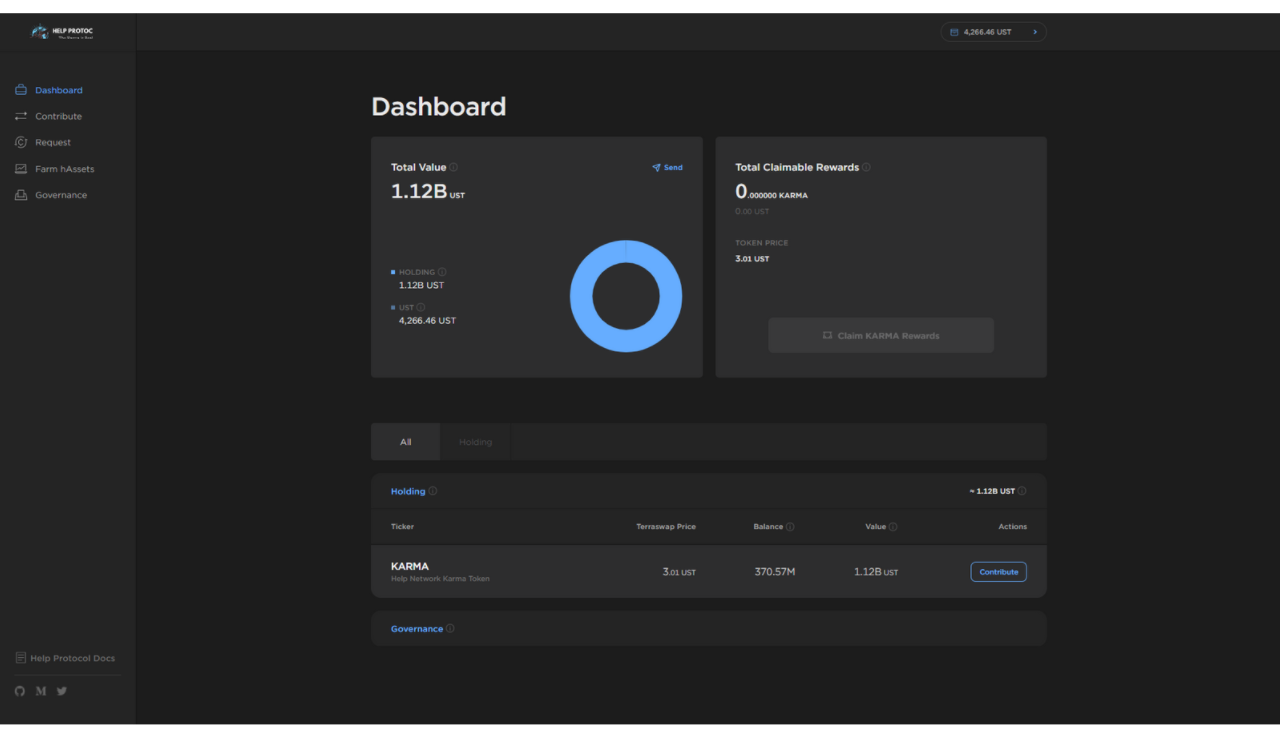 HELP PROTOC
4,266.46 UST
Dashboard
Contribute
Request
Farm hAssets
Governance
Help Protocol Docs
Dashboard
Total Value
Send
1.12B UST
HOLDING
1.12B UST
UST
4,266.46 UST
Total Claimable Rewards
0.000000 KARMA
0.00 UST
TOKEN PRICE
3.01 UST
Claim KARMA Rewards
All Holding
Holding ≈ 1.12B UST
Ticker Terraswap Price Balance Value Actions
KARMA
Help Network Karma Token
3.01 UST 370.57M 1.12B UST Contribute
Governance